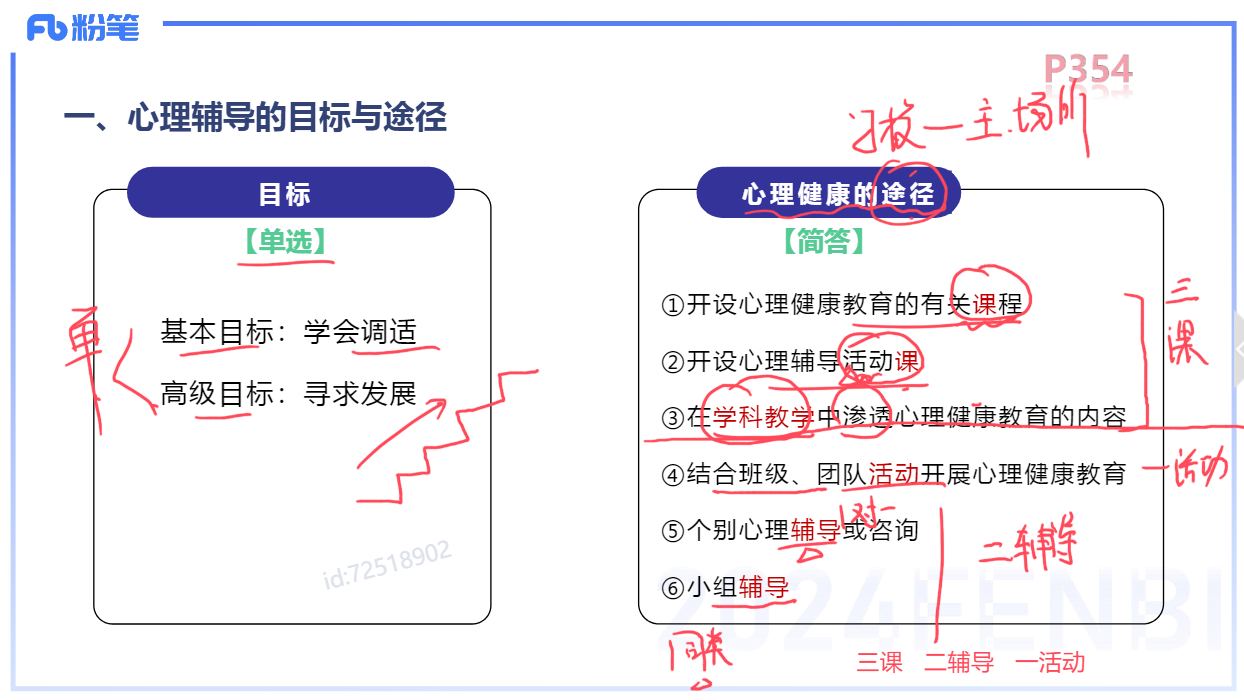 粉笔
P354
一、心理辅导的目标与途径
学校一主.场所
目标
【单选】
单
基本目标：学会调适
高级目标：寻求发展
id:72518902
心理健康的途径
【简答】
①开设心理健康教育的有关课程
②开设心理辅导活动课
③在学科教学中渗透心理健康教育的内容
三课
④结合班级、团队活动开展心理健康教育
一活动
1对一
⑤个别心理辅导或咨询
二辅导
⑥小组辅导
2024FENBI
同类
三课 二辅导 一活动